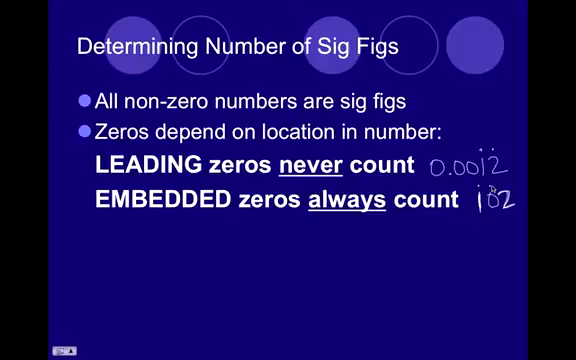 Determining Number of Sig Figs
All non-zero numbers are sig figs
Zeros depend on location in number:
LEADING zeros never count 0.0012
EMBEDDED zeros always count 102